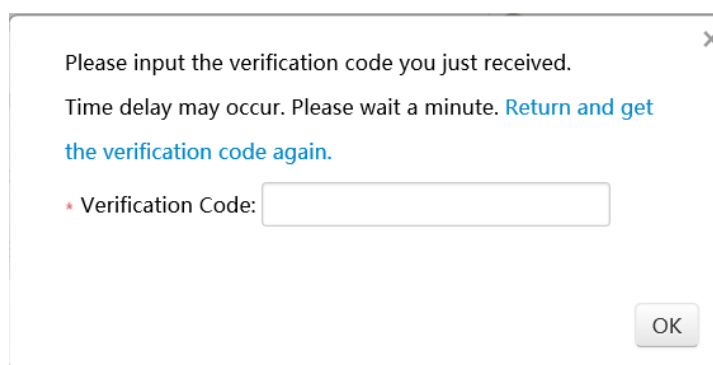 Please input the verification code you just received.
Time delay may occur. Please wait a minute. Return and get
the verification code again.
* Verification Code:
OK